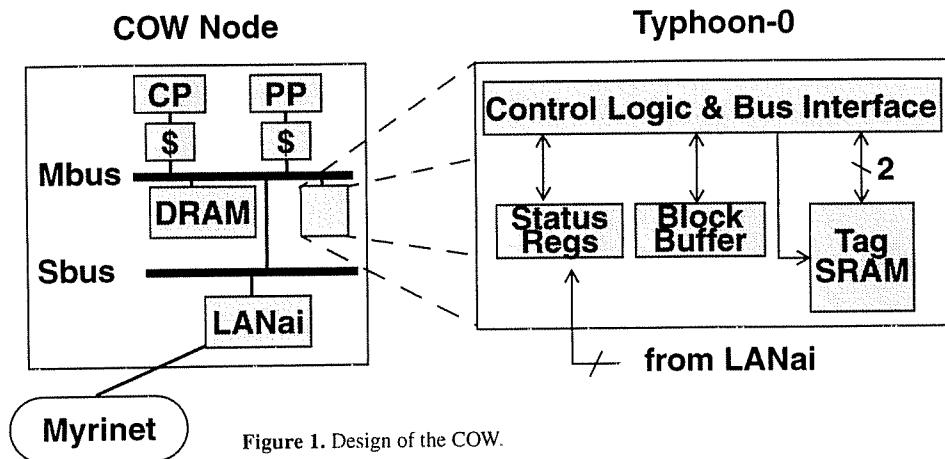 COW Node
Typhoon-0
CP
PP
$
$
Mbus
DRAM
Sbus
LANai
Myrinet
Control Logic & Bus Interface
2
Status
Regs
Block
Buffer
Tag
SRAM
from LANai
Figure 1. Design of the COW.